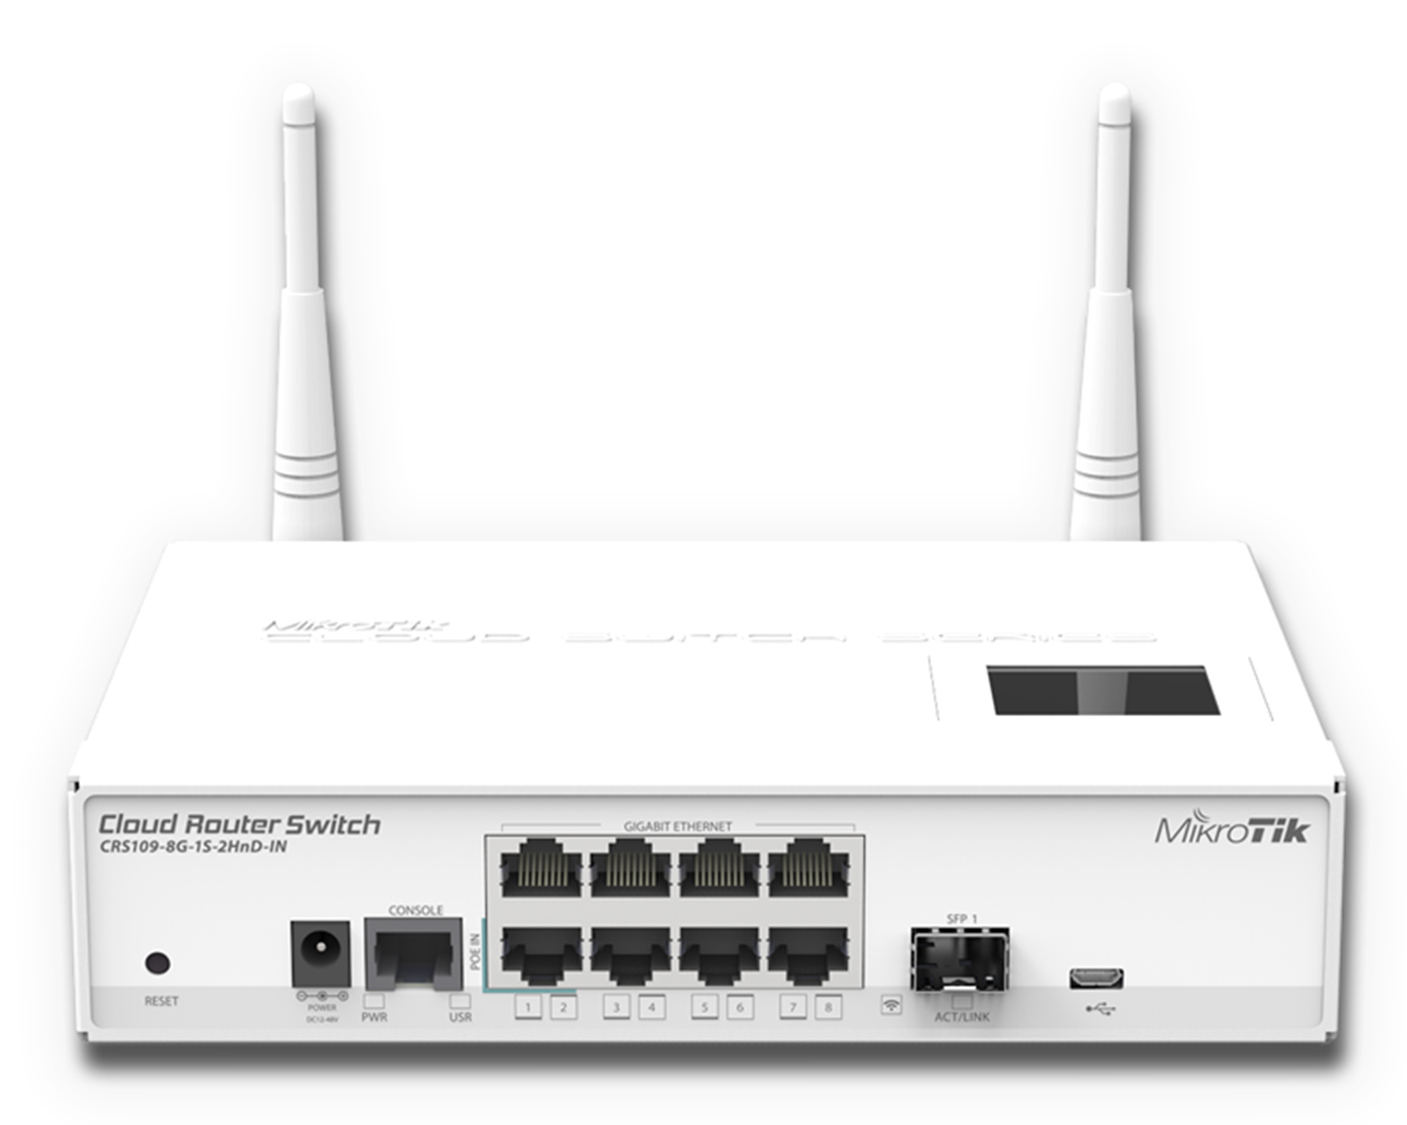 MikroTik
CLOUD SWITCH SERIES
Cloud Router Switch
CRS109-8G-1S-2HnD-IN
MikroTik
GIGABIT ETHERNET
CONSOLE
POE IN
SFP 1
RESET
POWER
DC12-48V
PWR
USR
1 2 3 4 5 6 7 8
ACT/LINK